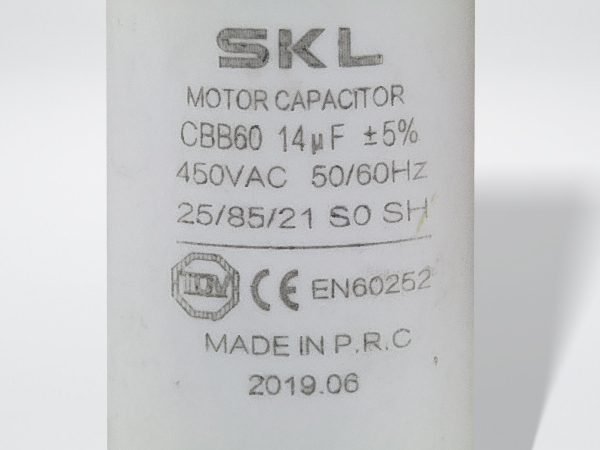 SKL
MOTOR CAPACITOR
CBB60 14µF ±5%
450VAC 50/60Hz
25/85/21 S0 SH
TUV CE EN60252
MADE IN P.R.C
2019.06